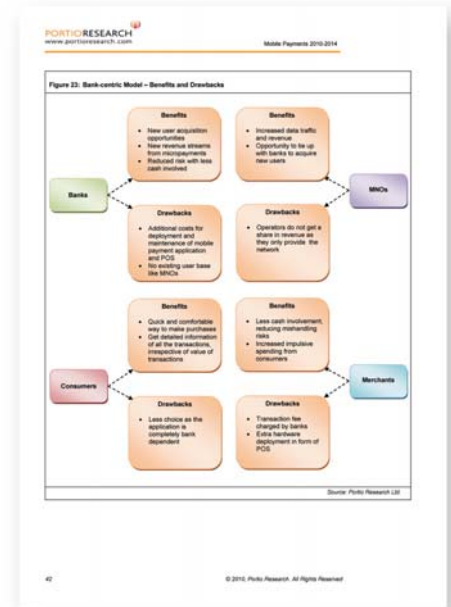 PORTIORESEARCH
www.portioresearch.com
Mobile Payments 2010-2014
Figure 23: Bank-centric Model – Benefits and Drawbacks
Benefits
• New user acquisition
opportunities
• New revenue streams
from micropayments
• Reduced risk with less
cash involved
Benefits
• Increased data traffic
and revenue
• Opportunity to tie up
with banks to acquire
new users
Banks
MNOs
Drawbacks
• Additional costs for
deployment and
maintenance of mobile
payment application
and POS
• No existing user base
like MNOs
Drawbacks
• Operators do not get a
share in revenue as
they only provide the
network
Benefits
• Quick and comfortable
way to make purchases
• Get detailed information
of all the transactions,
irrespective of value of
transactions
Benefits
• Less cash involvement,
reducing mishandling
risks
• Increased impulsive
spending from
consumers
Consumers
Merchants
Drawbacks
• Less choice as the
application is
completely bank
dependent
Drawbacks
• Transaction fee
charged by banks
• Extra hardware
deployment in form of
POS
Source: Portio Research Ltd.
42
© 2010, Portio Research. All Rights Reserved